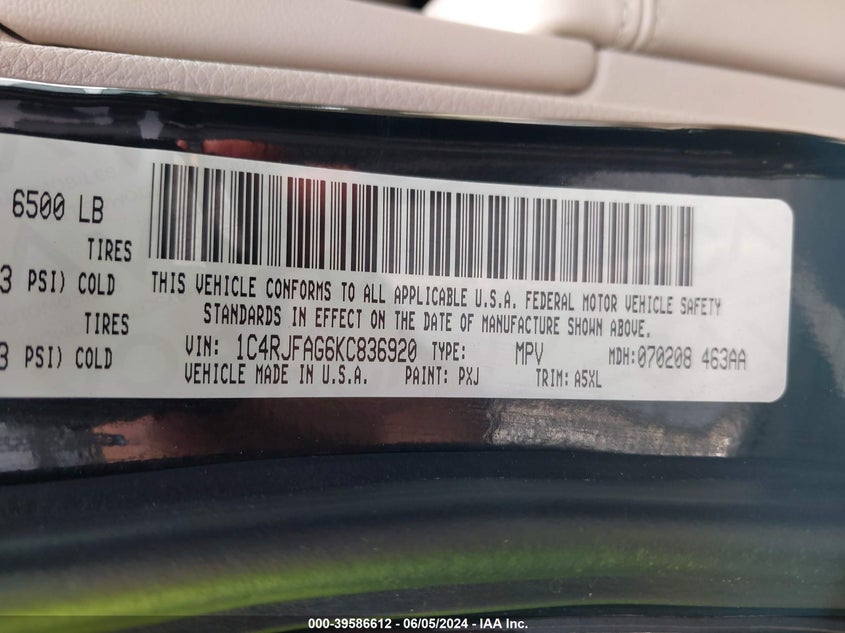 6500 LB
TIRES
3 PSI) COLD
THIS VEHICLE CONFORMS TO ALL APPLICABLE U.S.A. FEDERAL MOTOR VEHICLE SAFETY
TIRES
STANDARDS IN EFFECT ON THE DATE OF MANUFACTURE SHOWN ABOVE.
3 PSI) COLD
VIN: 1C4RJFAG6KC836920 TYPE: MPV MDH:070208 463AA
VEHICLE MADE IN U.S.A. PAINT: PXJ TRIM: A5XL
000-39586612 - 06/05/2024 - IAA Inc.